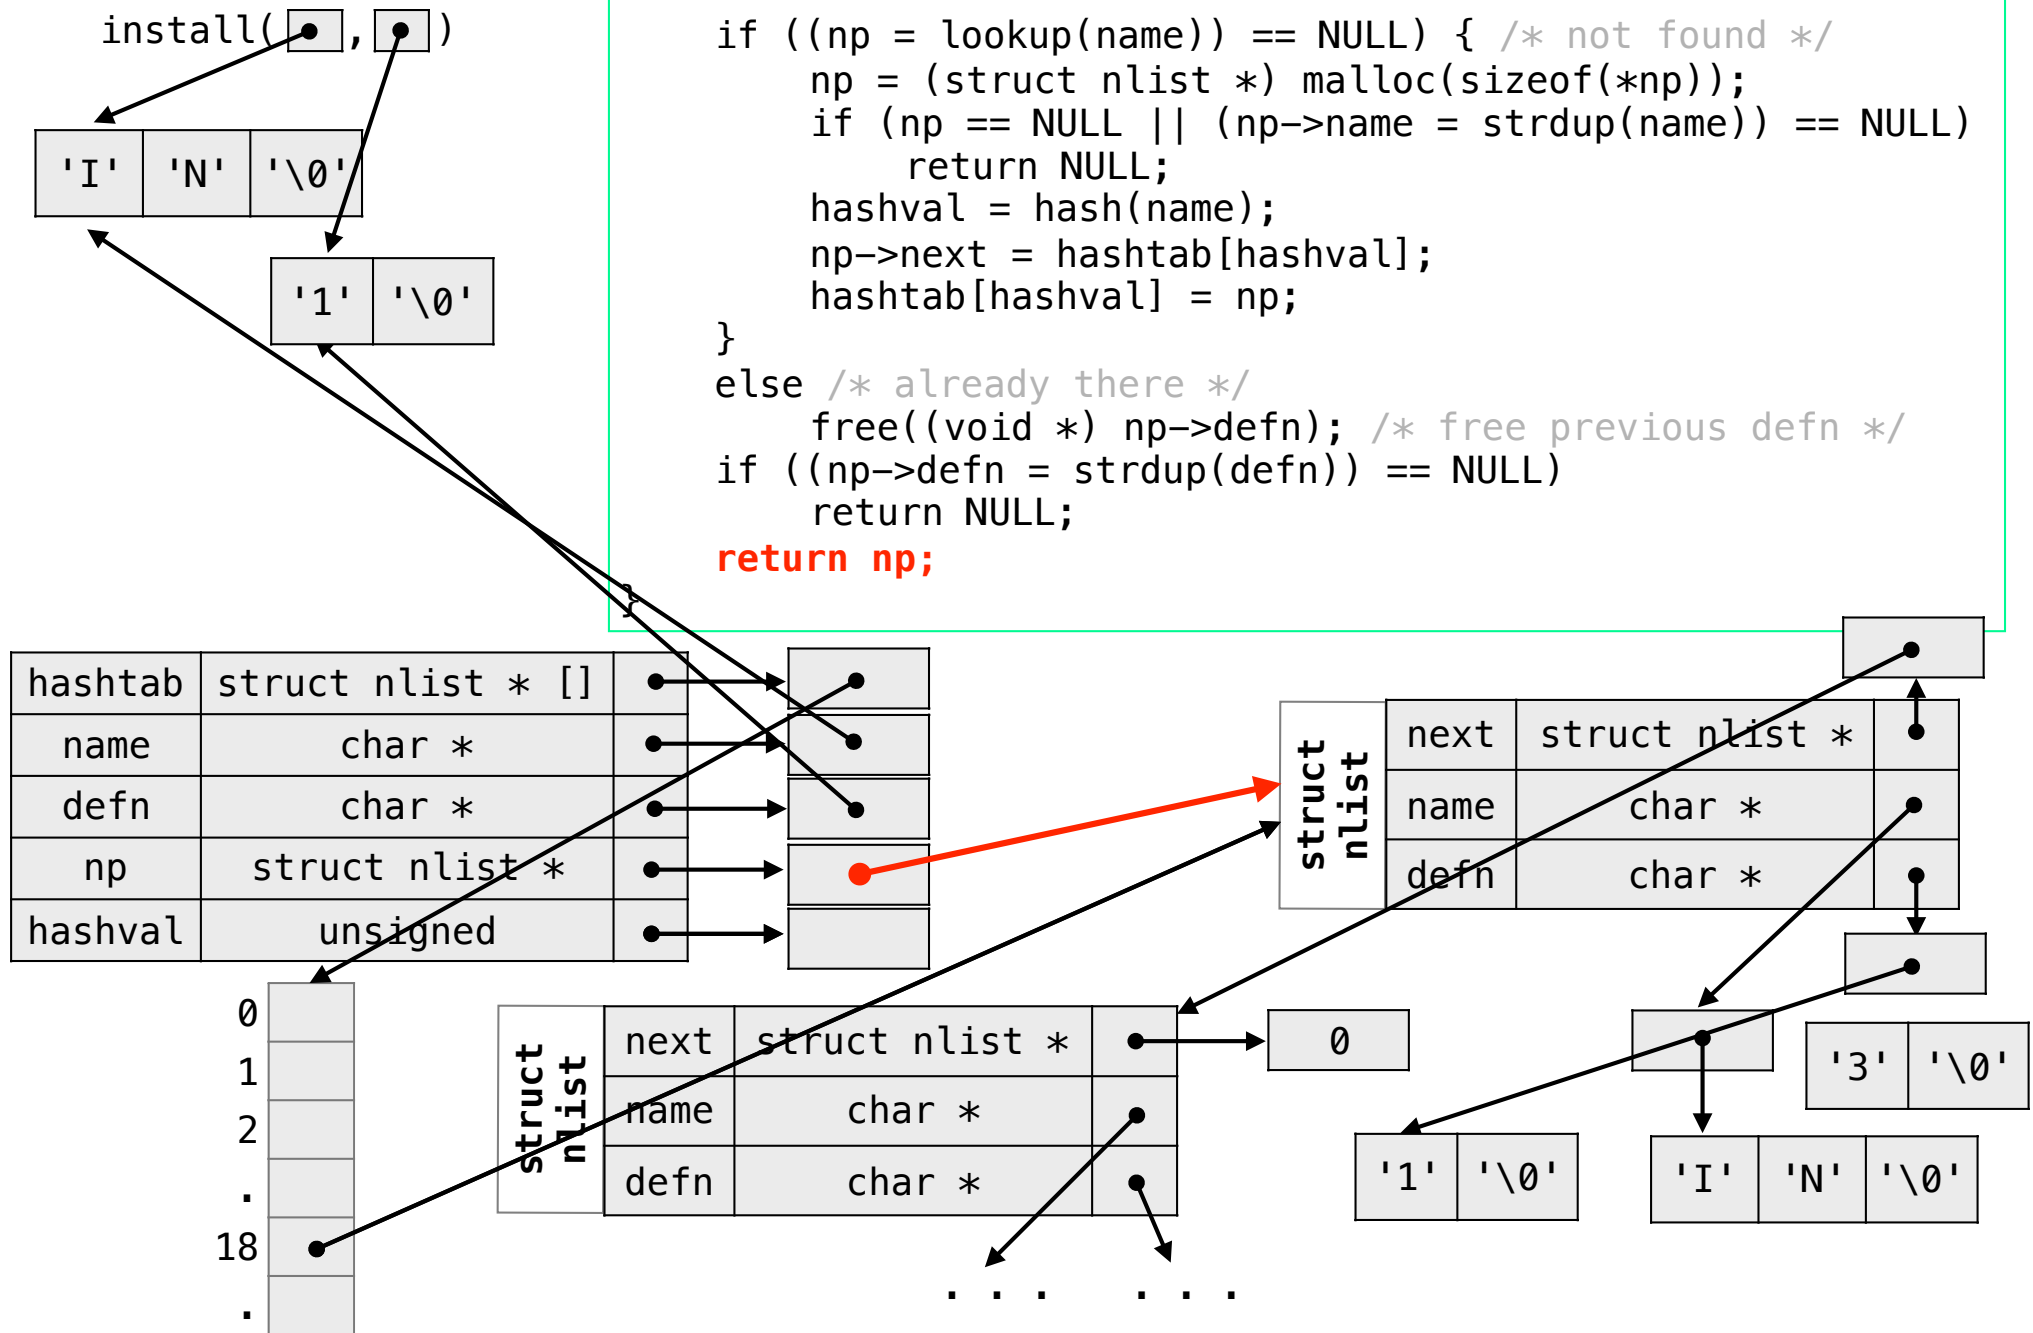 install( , )
'I' 'N' '\0'
'1' '\0'
if ((np = lookup(name)) == NULL) { /* not found */
np = (struct nlist *) malloc(sizeof(*np));
if (np == NULL || (np->name = strdup(name)) == NULL)
return NULL;
hashval = hash(name);
np->next = hashtab[hashval];
hashtab[hashval] = np;
}
else /* already there */
free((void *) np->defn); /* free previous defn */
if ((np->defn = strdup(defn)) == NULL)
return NULL;
return np;
}
hashtab struct nlist * []
name char *
defn char *
np struct nlist *
hashval unsigned
struct
nlist
next struct nlist *
name char *
defn char *
0
1
2
.
18
.
struct
nlist
next struct nlist * 0
name char *
defn char *
. . . . . .
'3' '\0'
'1' '\0'
'I' 'N' '\0'